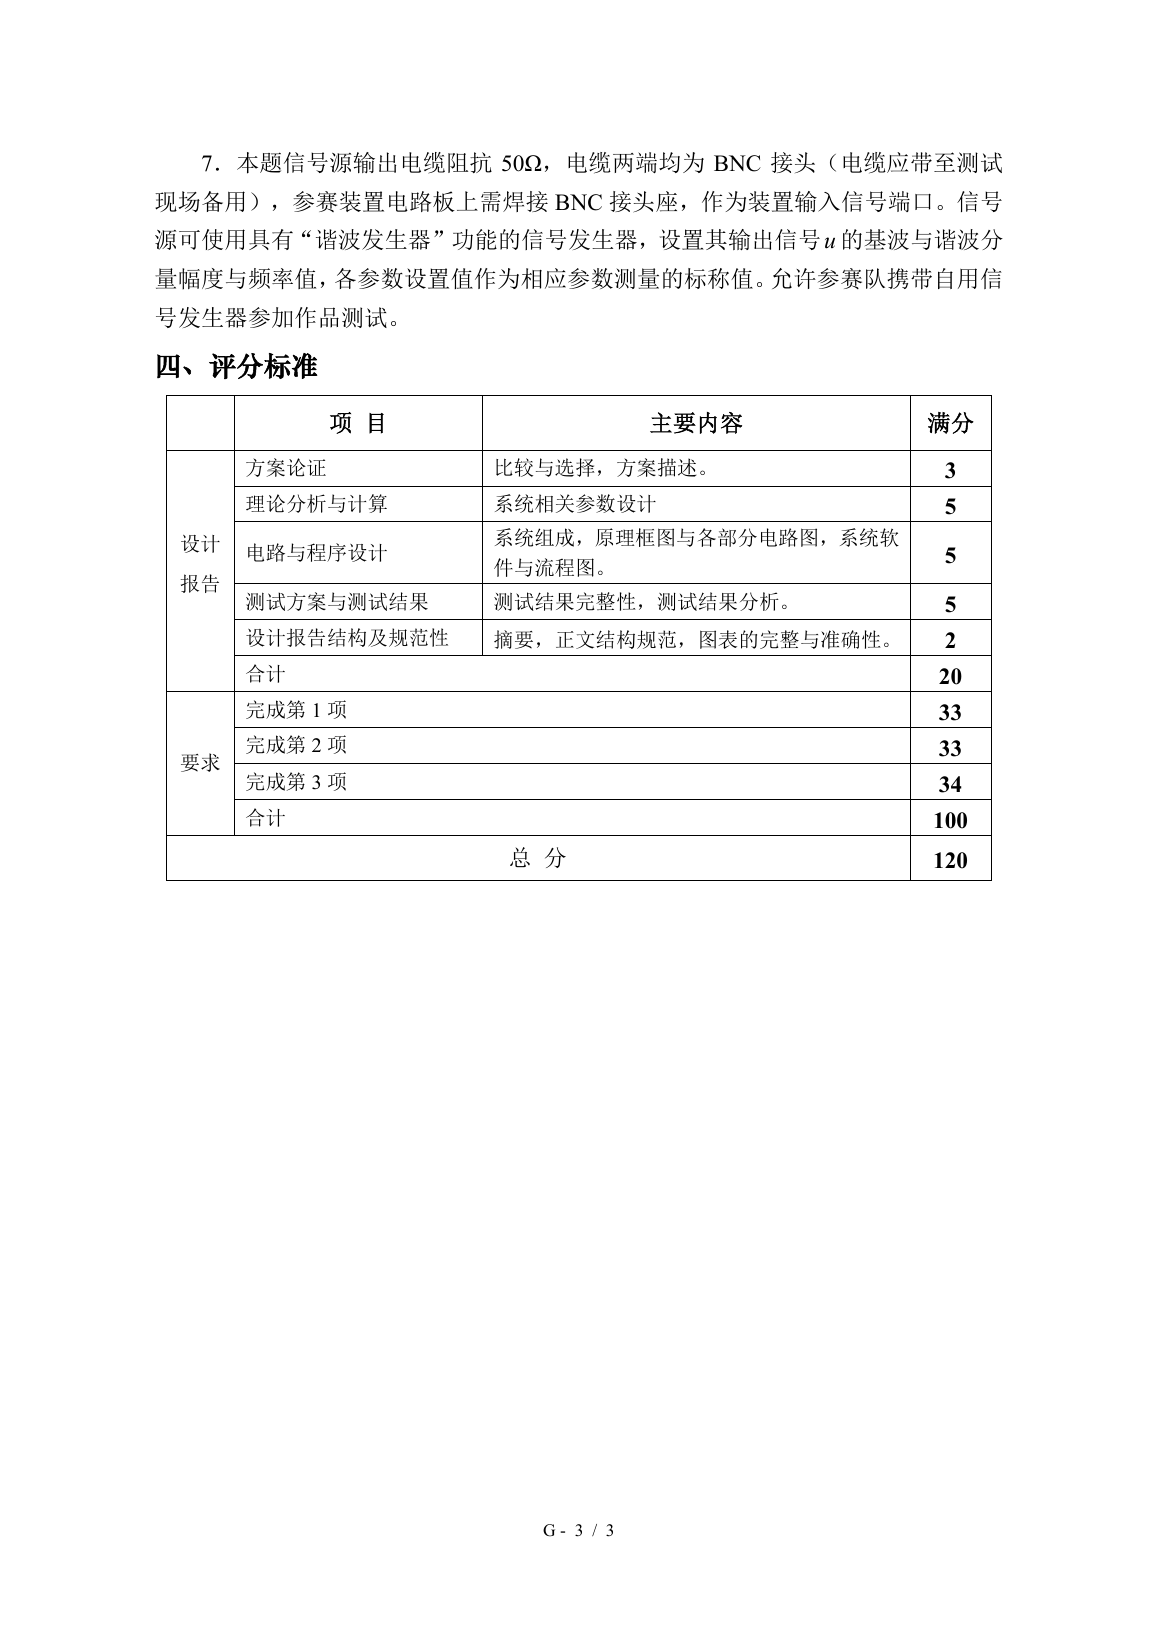 7．本题信号源输出电缆阻抗 50Ω，电缆两端均为 BNC 接头（电缆应带至测试
现场备用），参赛装置电路板上需焊接 BNC 接头座，作为装置输入信号端口。信号
源可使用具有“谐波发生器”功能的信号发生器，设置其输出信号 u 的基波与谐波分
量幅度与频率值，各参数设置值作为相应参数测量的标称值。允许参赛队携带自用信
号发生器参加作品测试。
四、评分标准
项 目 主要内容 满分
设计
报告
方案论证 比较与选择，方案描述。 3
理论分析与计算 系统相关参数设计 5
电路与程序设计 系统组成，原理框图与各部分电路图，系统软
件与流程图。 5
测试方案与测试结果 测试结果完整性，测试结果分析。 5
设计报告结构及规范性 摘要，正文结构规范，图表的完整与准确性。 2
合计 20
要求
完成第 1 项 33
完成第 2 项 33
完成第 3 项 34
合计 100
总 分 120
G - 3 / 3